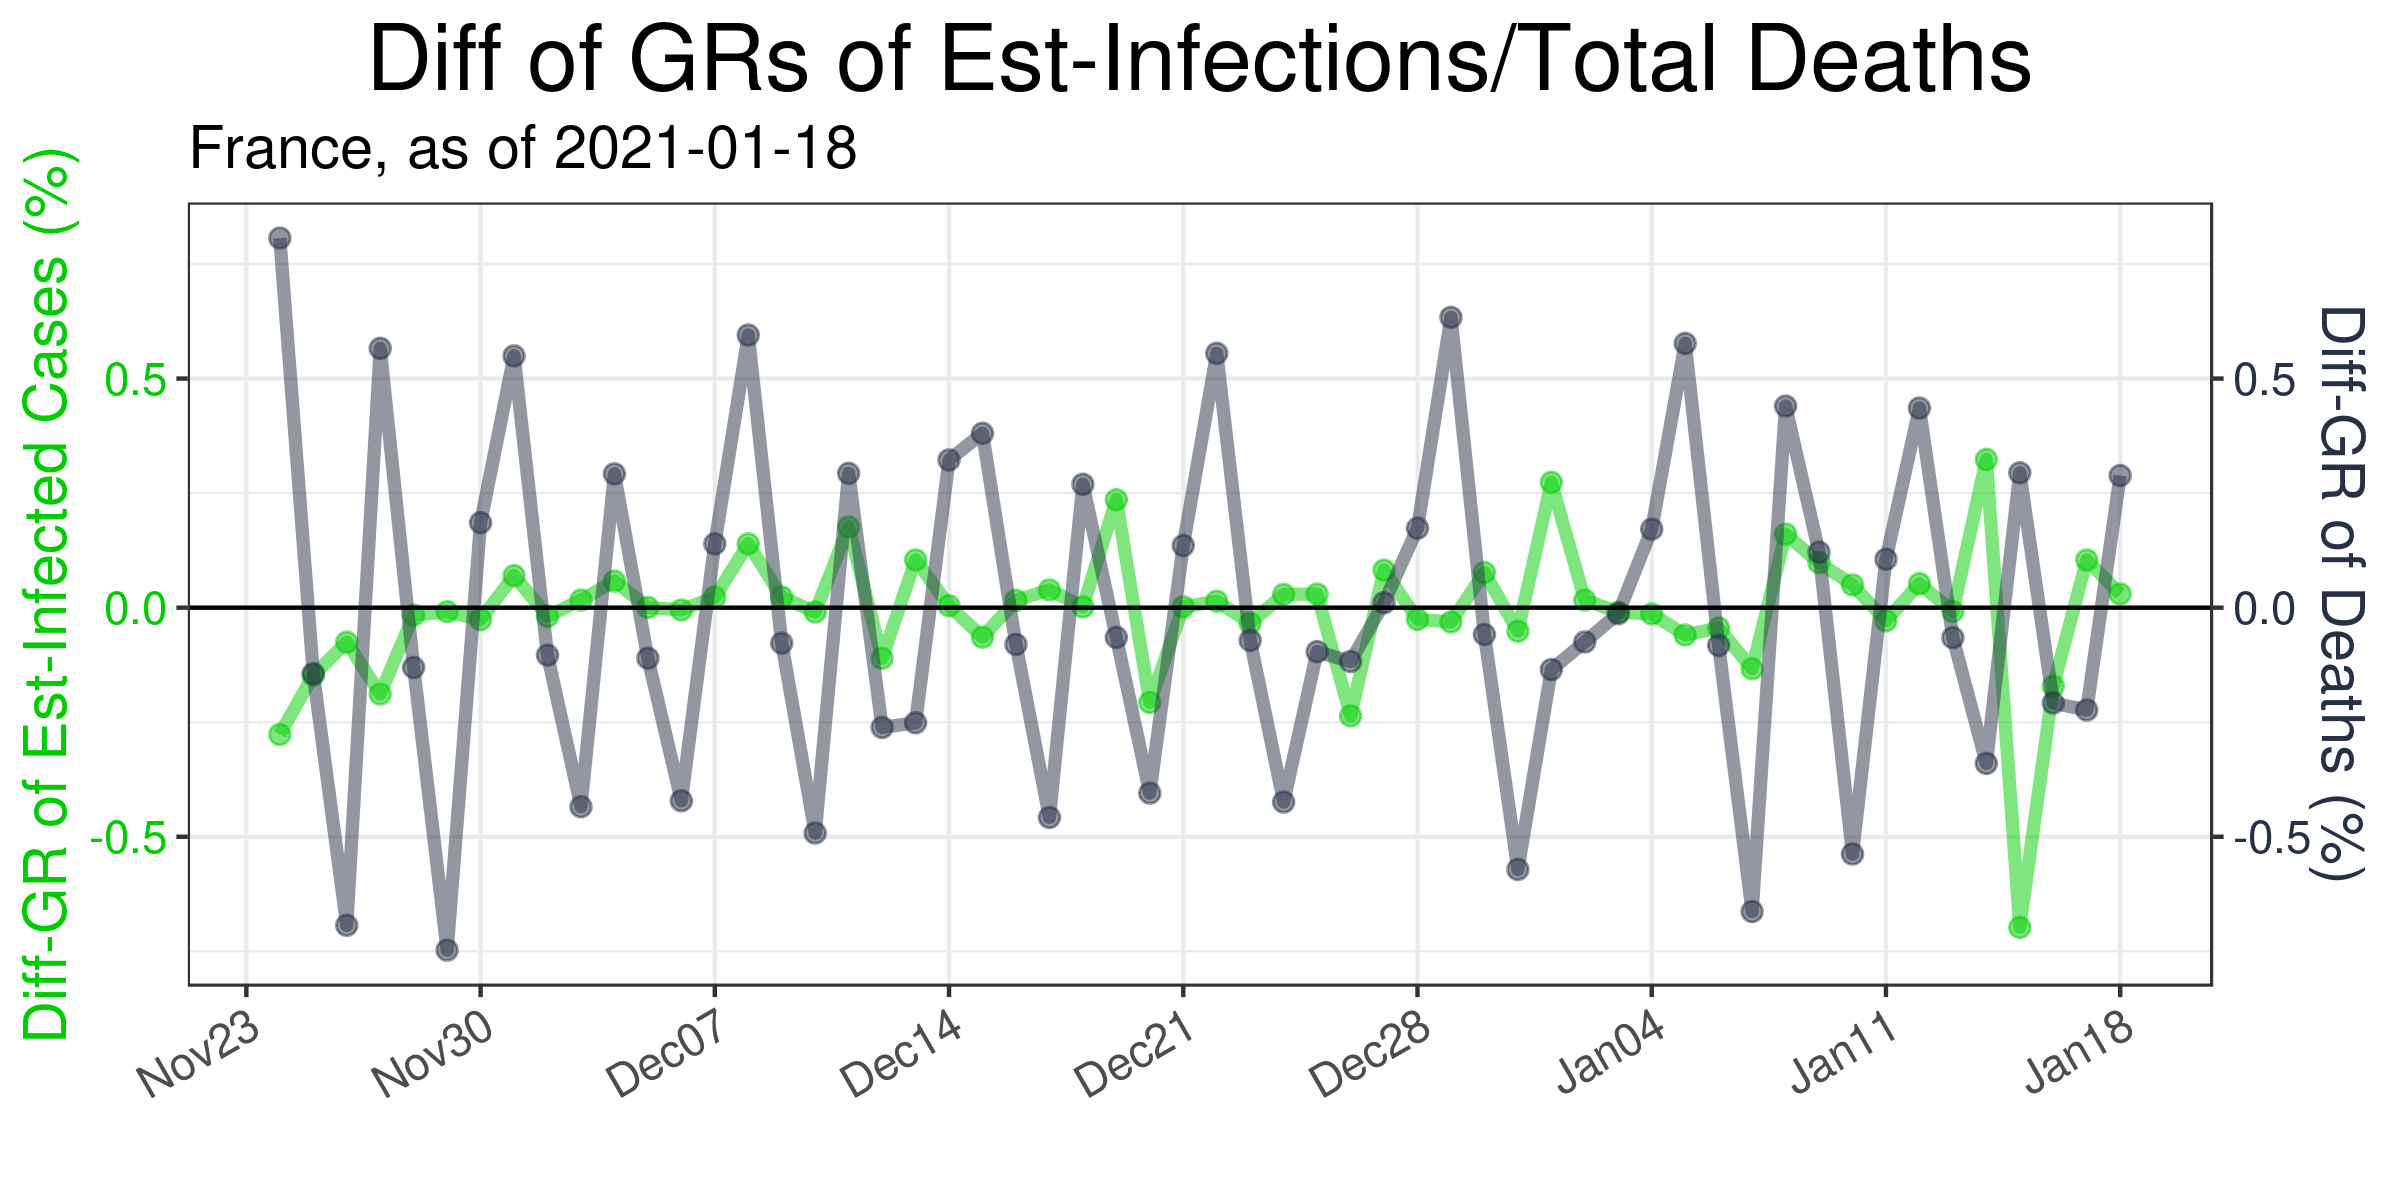 Diff of GRs of Est-Infections/Total Deaths
France, as of 2021-01-18
Diff-GR of Est-Infected Cases (%)
0.5
0.0
-0.5
0.5
0.0
-0.5
Diff-GR of Deaths (%)
Nov23
Nov30
Dec07
Dec14
Dec21
Dec28
Jan04
Jan11
Jan18